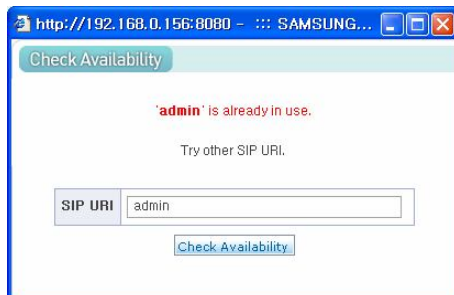 http://192.168.0.156:8080 - ::: SAMSUNG...
Check Availability
'admin' is already in use.
Try other SIP URI.
SIP URI admin
Check Availability